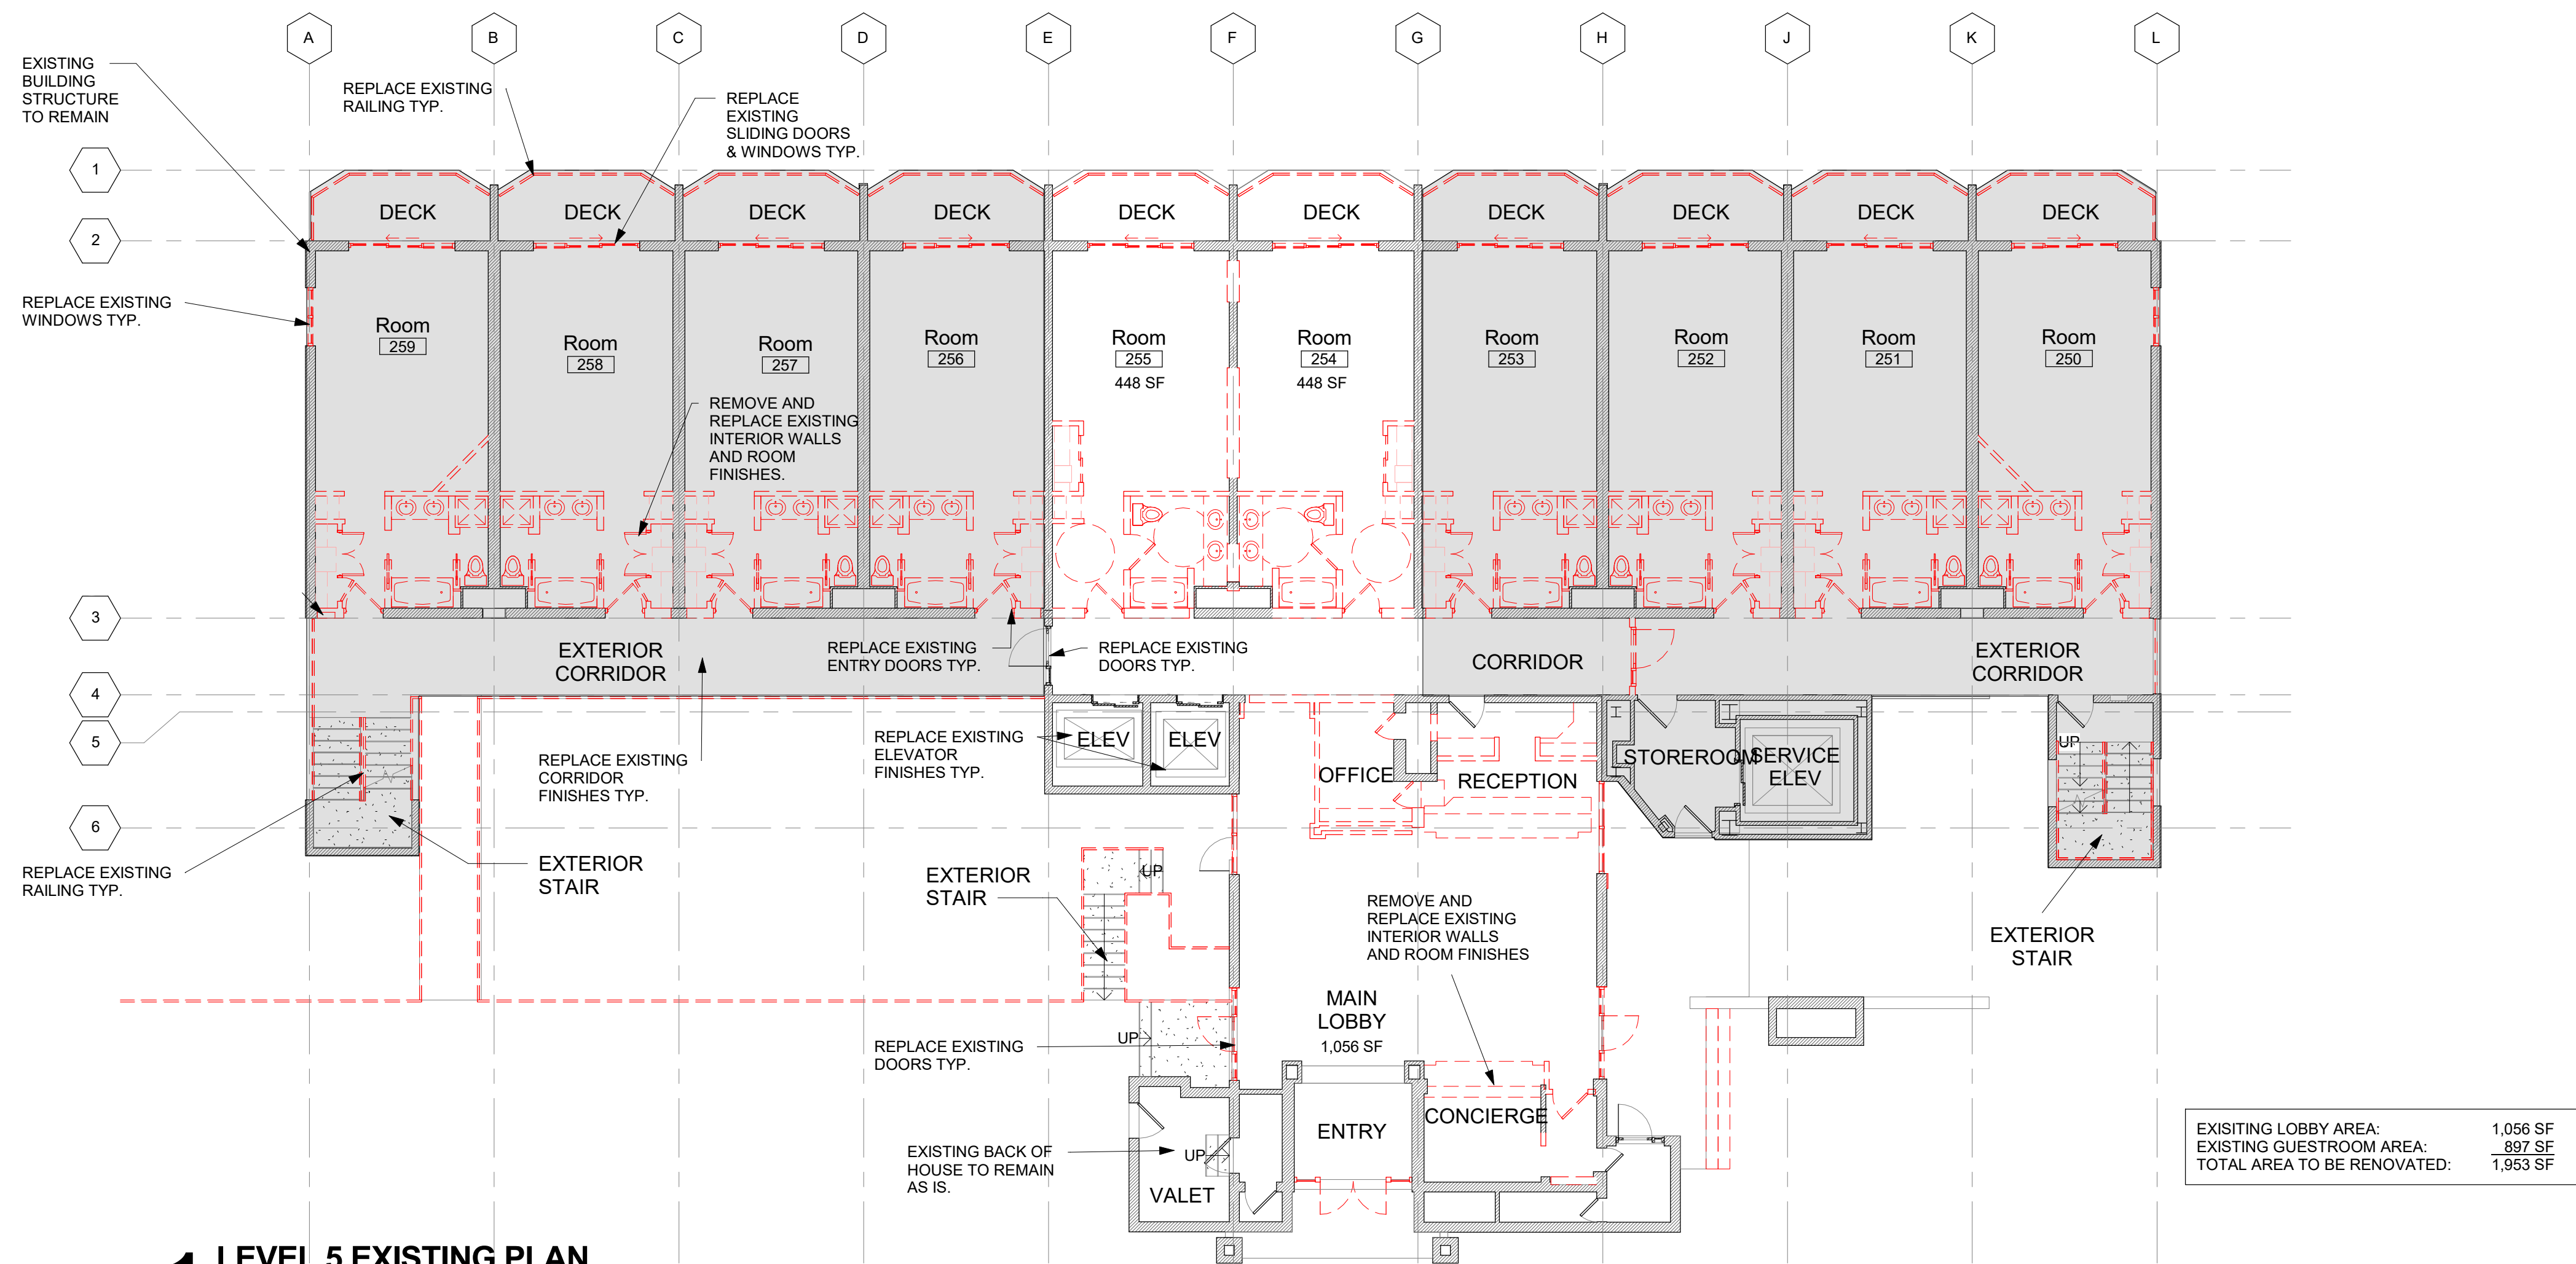 A
B
C
D
E
F
G
H
J
K
L
EXISTING
BUILDING
STRUCTURE
TO REMAIN
REPLACE EXISTING
RAILING TYP.
REPLACE
EXISTING
SLIDING DOORS
& WINDOWS TYP.
1
2
DECK
DECK
DECK
DECK
DECK
DECK
DECK
DECK
DECK
DECK
REPLACE EXISTING
WINDOWS TYP.
Room
259
Room
258
Room
257
Room
256
Room
255
448 SF
Room
254
448 SF
Room
253
Room
252
Room
251
Room
250
REMOVE AND
REPLACE EXISTING
INTERIOR WALLS
AND ROOM
FINISHES.
3
4
5
6
EXTERIOR
CORRIDOR
REPLACE EXISTING
ENTRY DOORS TYP.
REPLACE EXISTING
DOORS TYP.
CORRIDOR
EXTERIOR
CORRIDOR
REPLACE EXISTING
CORRIDOR
FINISHES TYP.
REPLACE EXISTING
ELEVATOR
FINISHES TYP.
ELEV
ELEV
OFFICE
RECEPTION
STOREROOM
SERVICE
ELEV
UP
REPLACE EXISTING
RAILING TYP.
EXTERIOR
STAIR
EXTERIOR
STAIR
UP
REMOVE AND
REPLACE EXISTING
INTERIOR WALLS
AND ROOM FINISHES
EXTERIOR
STAIR
MAIN
LOBBY
1,056 SF
UP
REPLACE EXISTING
DOORS TYP.
CONCIERGE
ENTRY
EXISTING BACK OF
HOUSE TO REMAIN
AS IS.
UP
VALET
EXISITING LOBBY AREA: 1,056 SF
EXISTING GUESTROOM AREA: 897 SF
TOTAL AREA TO BE RENOVATED: 1,953 SF
1 LEVEL 5 EXISTING PLAN